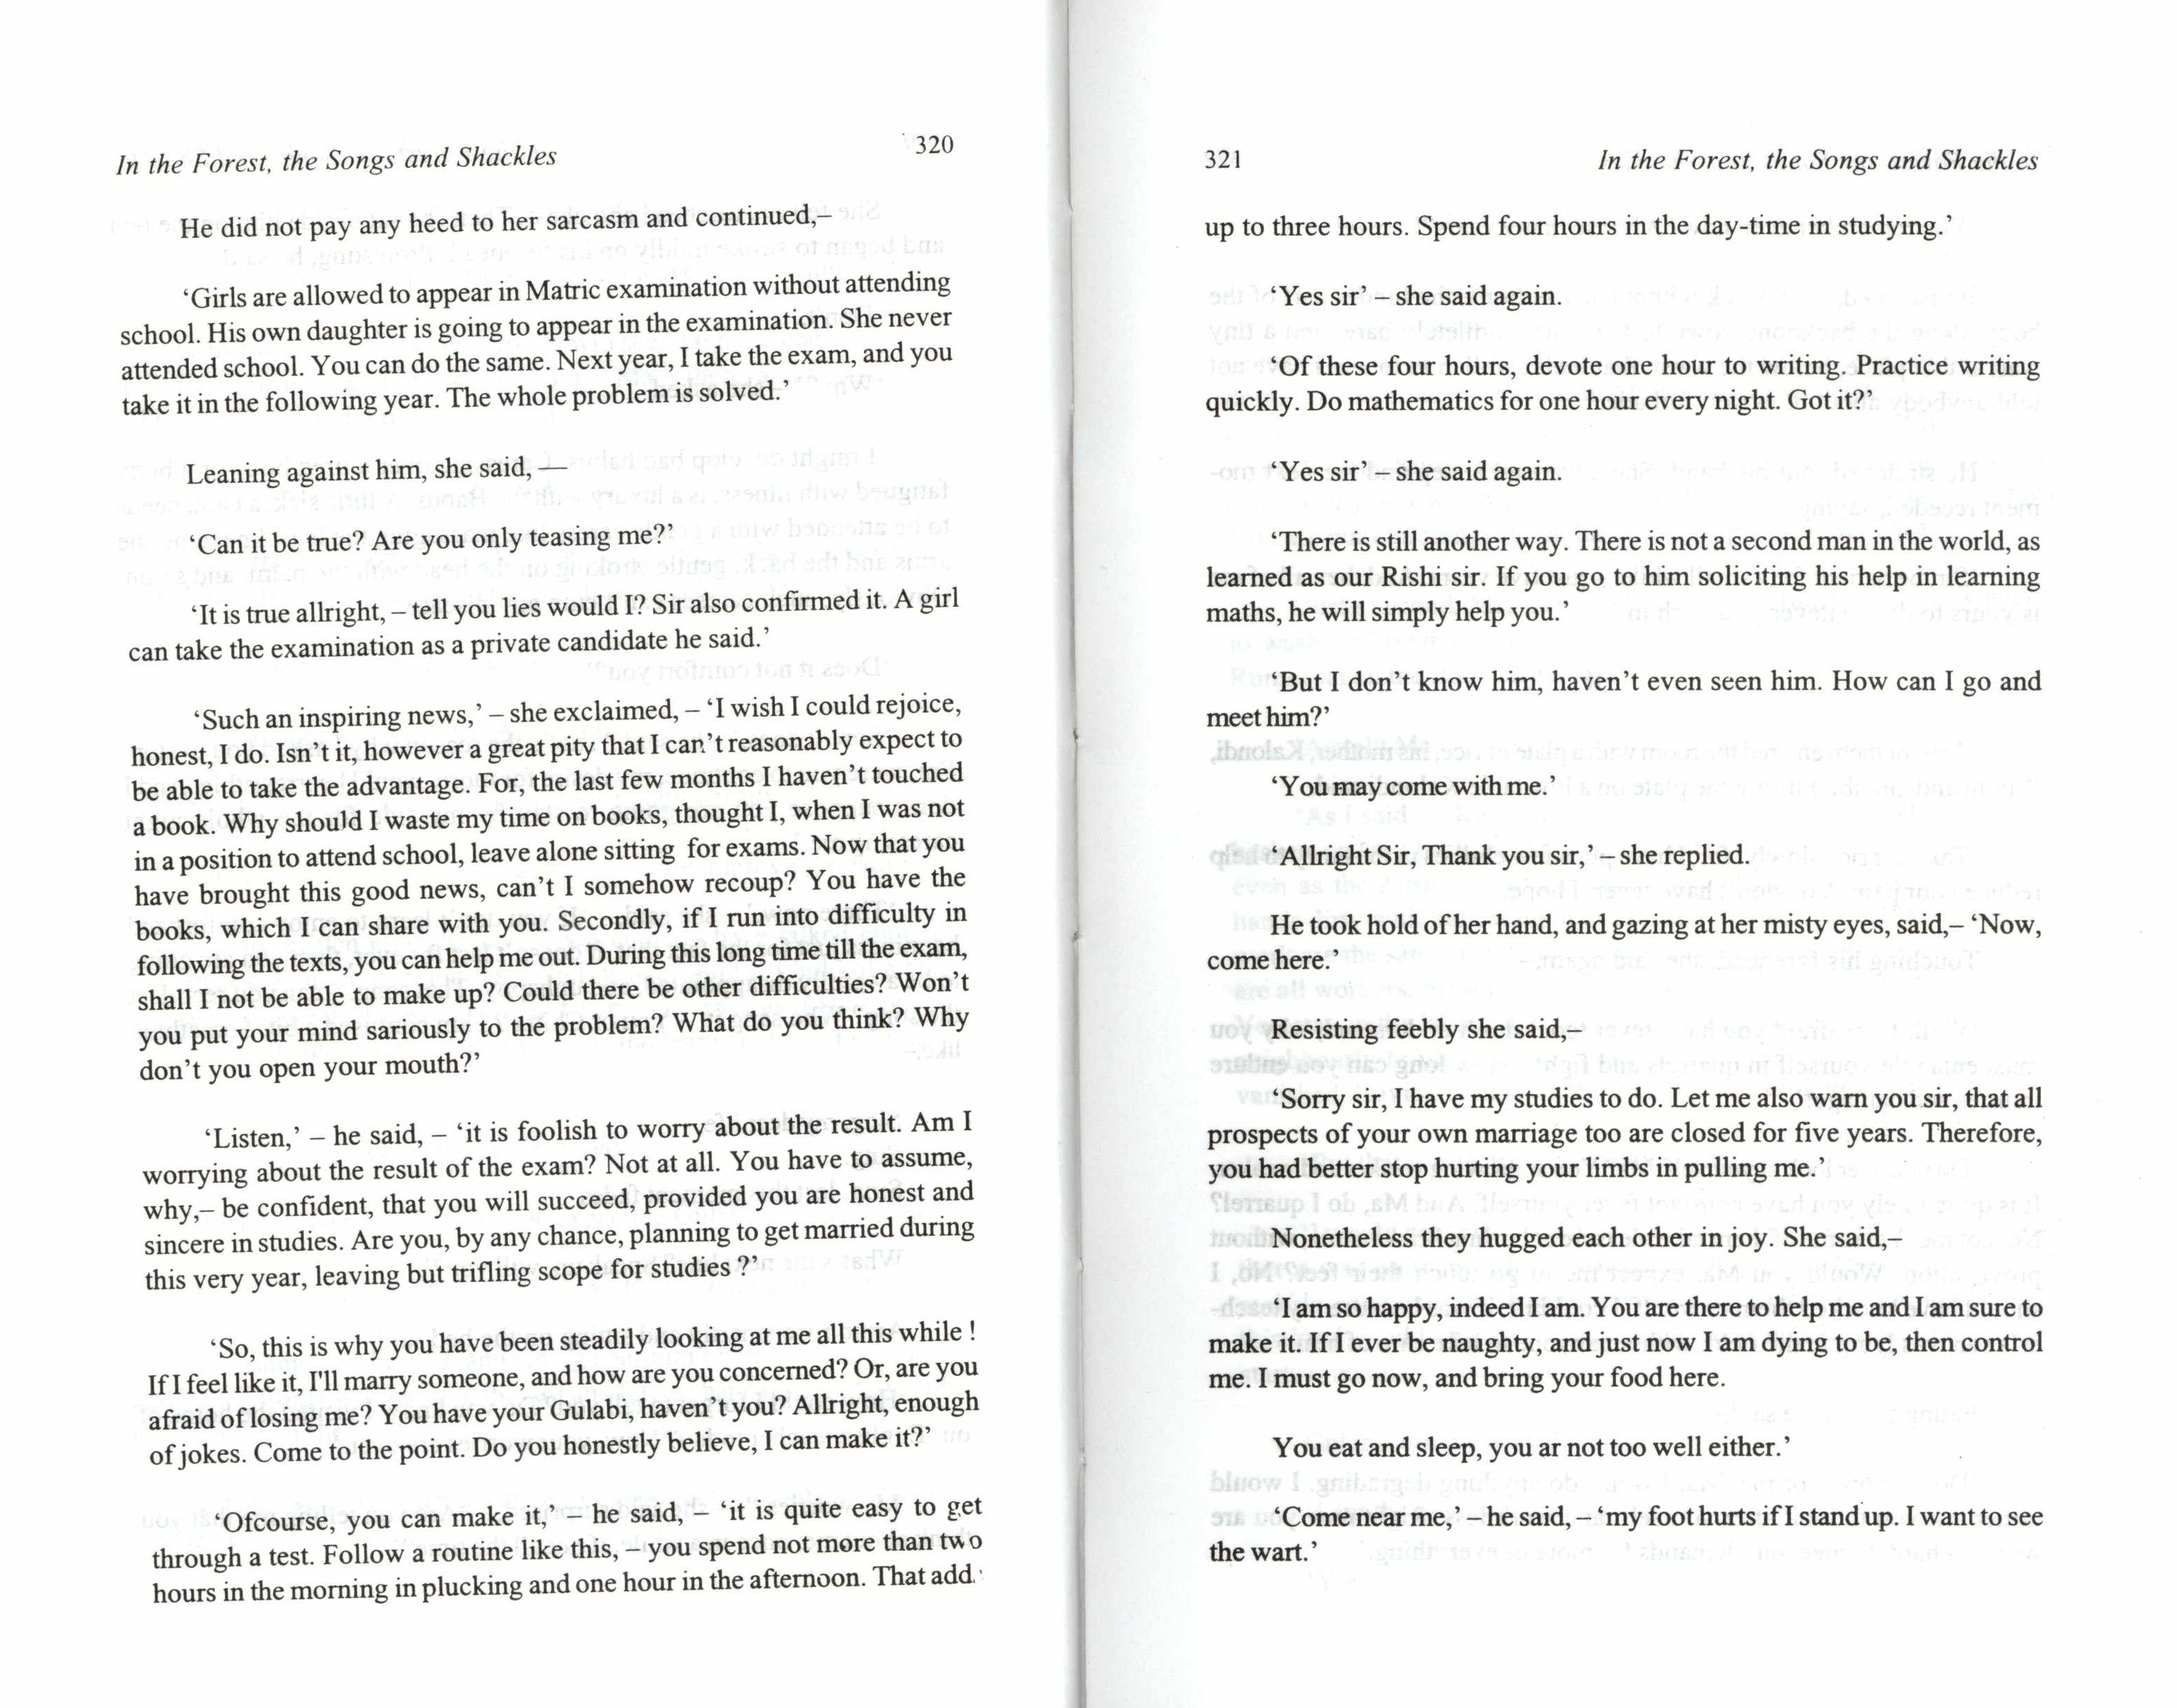 In the Forest, the Songs and Shackles
320
He did not pay any heed to her sarcasm and continued,–
‘Girls are allowed to appear in Matric examination without attending
school. His own daughter is going to appear in the examination. She never
attended school. You can do the same. Next year, I take the exam, and you
take it in the following year. The whole problem is solved.’
Leaning against him, she said, —
‘Can it be true? Are you only teasing me?’
‘It is true allright, – tell you lies would I? Sir also confirmed it. A girl
can take the examination as a private candidate he said.’
‘Such an inspiring news,’ – she exclaimed, – ‘I wish I could rejoice,
honest, I do. Isn’t it, however a great pity that I can’t reasonably expect to
be able to take the advantage. For, the last few months I haven’t touched
a book. Why should I waste my time on books, thought I, when I was not
in a position to attend school, leave alone sitting for exams. Now that you
have brought this good news, can’t I somehow recoup? You have the
books, which I can share with you. Secondly, if I run into difficulty in
following the texts, you can help me out. During this long time till the exam,
shall I not be able to make up? Could there be other difficulties? Won’t
you put your mind sariously to the problem? What do you think? Why
don’t you open your mouth?’
‘Listen,’ – he said, – ‘it is foolish to worry about the result. Am I
worrying about the result of the exam? Not at all. You have to assume,
why,– be confident, that you will succeed, provided you are honest and
sincere in studies. Are you, by any chance, planning to get married during
this very year, leaving but trifling scope for studies ?’
‘So, this is why you have been steadily looking at me all this while !
If I feel like it, I'll marry someone, and how are you concerned? Or, are you
afraid of losing me? You have your Gulabi, haven’t you? Allright, enough
of jokes. Come to the point. Do you honestly believe, I can make it?’
‘Ofcourse, you can make it,’ – he said, – ‘it is quite easy to get
through a test. Follow a routine like this, – you spend not more than two
hours in the morning in plucking and one hour in the afternoon. That add
321
In the Forest, the Songs and Shackles
up to three hours. Spend four hours in the day-time in studying.’
‘Yes sir’ – she said again.
‘Of these four hours, devote one hour to writing. Practice writing
quickly. Do mathematics for one hour every night. Got it?’
‘Yes sir’ – she said again.
‘There is still another way. There is not a second man in the world, as
learned as our Rishi sir. If you go to him soliciting his help in learning
maths, he will simply help you.’
‘But I don’t know him, haven’t even seen him. How can I go and
meet him?’
‘You may come with me.’
‘Allright Sir, Thank you sir,’ – she replied.
He took hold of her hand, and gazing at her misty eyes, said,– ‘Now,
come here.’
Resisting feebly she said,–
‘Sorry sir, I have my studies to do. Let me also warn you sir, that all
prospects of your own marriage too are closed for five years. Therefore,
you had better stop hurting your limbs in pulling me.’
Nonetheless they hugged each other in joy. She said,–
‘I am so happy, indeed I am. You are there to help me and I am sure to
make it. If I ever be naughty, and just now I am dying to be, then control
me. I must go now, and bring your food here.
You eat and sleep, you ar not too well either.’
‘Come near me,’ – he said, – ‘my foot hurts if I stand up. I want to see
the wart.’